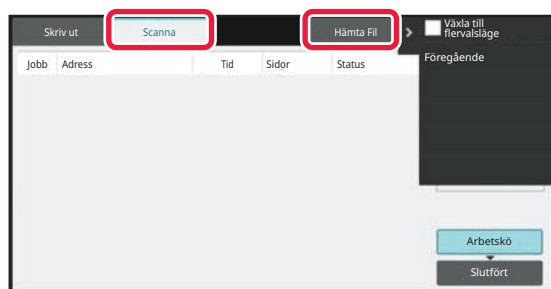 Skriv ut Scanna Hämta Fil
Växla till
flervalsläge
Föregående
Jobb Adress Tid Sidor Status
Arbetskö
Slutfört